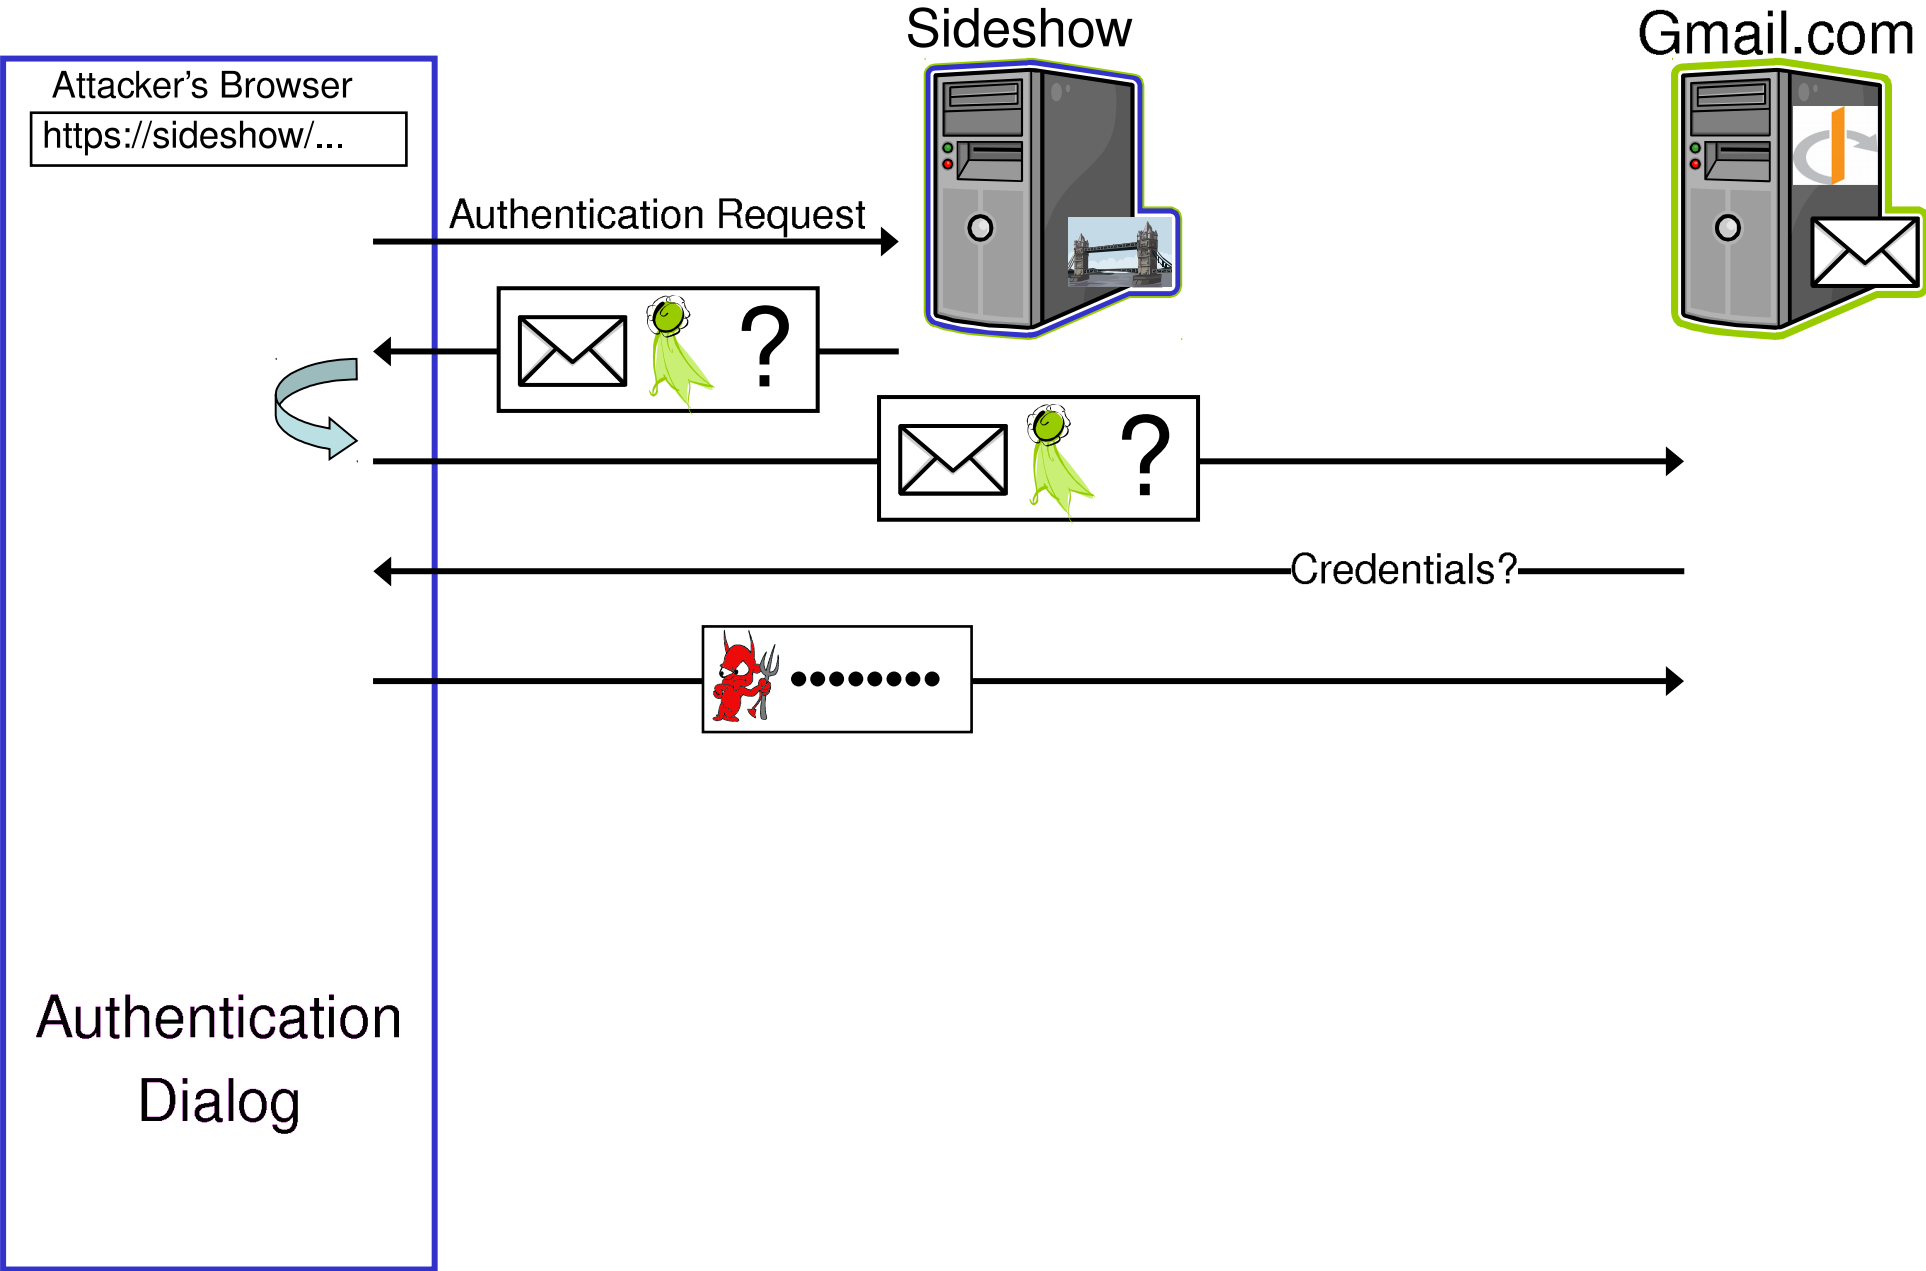 Sideshow
Gmail.com
Attacker’s Browser
https://sideshow/...
Authentication Request
?
?
Credentials?
••••••••
Authentication
Dialog